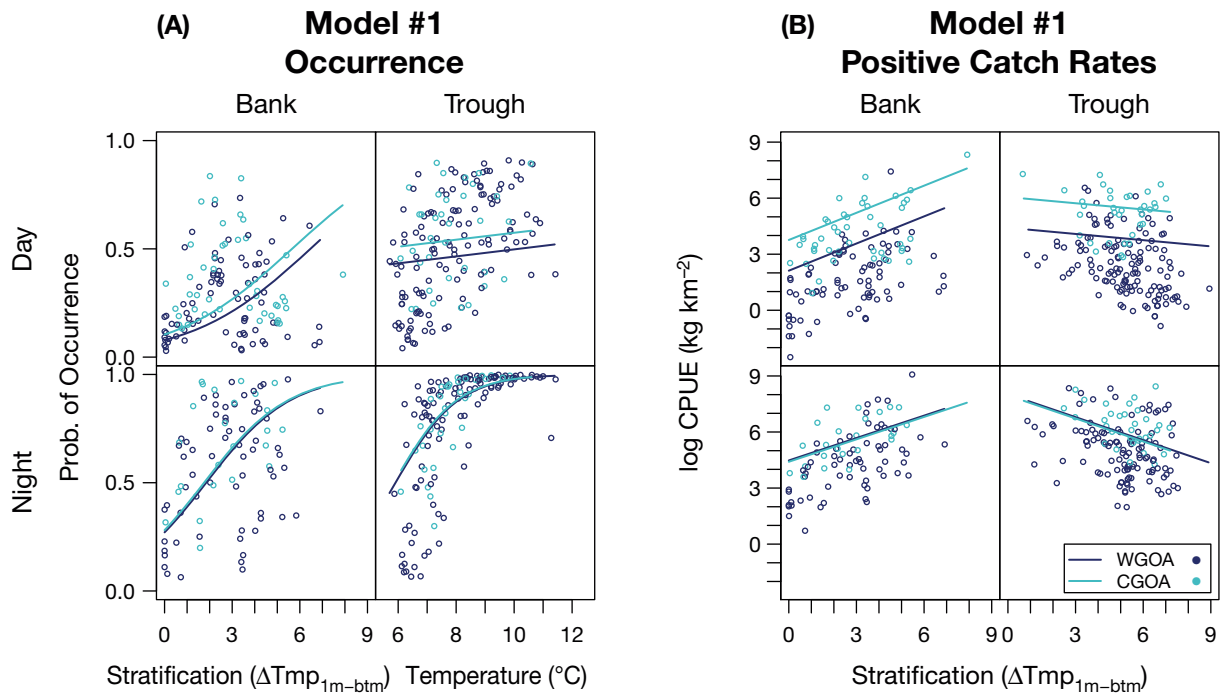 (A) Model #1
Occurrence
Bank Trough
Day
Night
Prob. of Occurrence
1.0
0.5
0.0
1.0
0.5
0.0
0 3 6 9 6 8 10 12
Stratification (ΔTmp1m−btm) Temperature (°C)
(B) Model #1
Positive Catch Rates
Bank Trough
log CPUE (kg km−2)
9
6
3
0
9
6
3
0
WGOA
CGOA
0 3 6 9 0 3 6 9
Stratification (ΔTmp1m−btm)